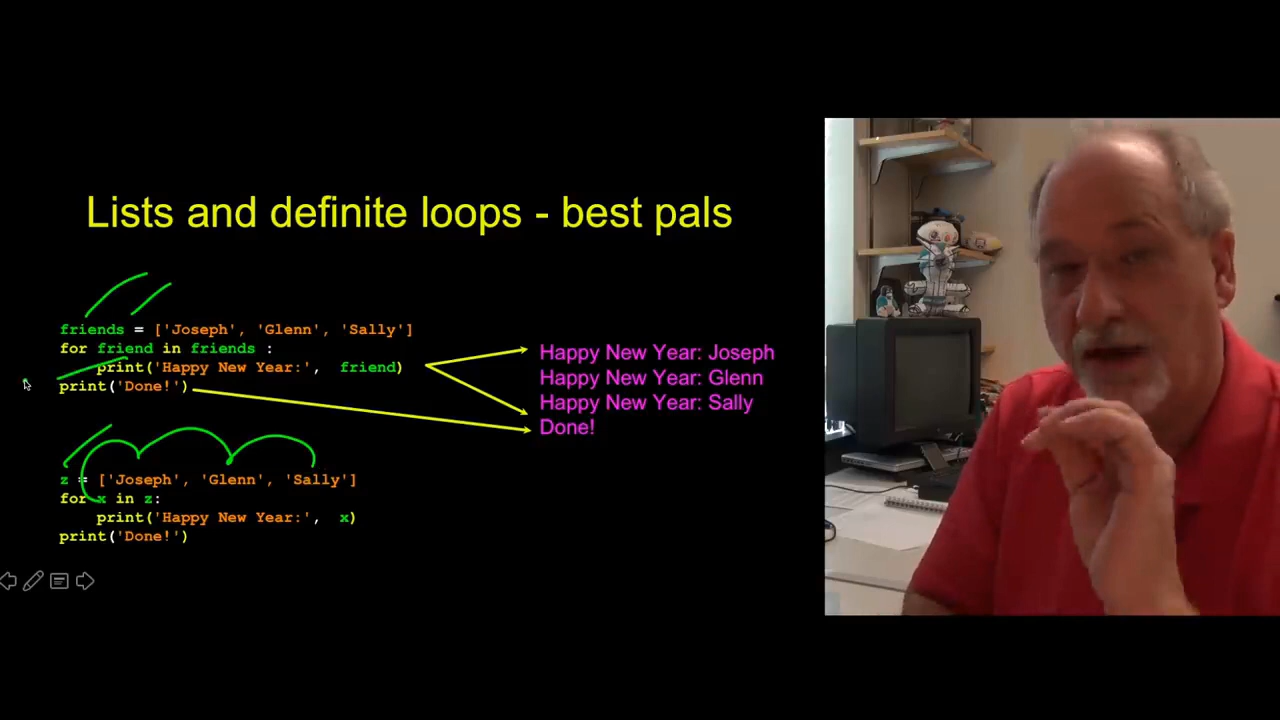 Lists and definite loops - best pals
friends = ['Joseph', 'Glenn', 'Sally']
for friend in friends :
    print('Happy New Year:',  friend)
print('Done!')
Happy New Year: Joseph
Happy New Year: Glenn
Happy New Year: Sally
Done!
z = ['Joseph', 'Glenn', 'Sally']
for x in z:
    print('Happy New Year:',  x)
print('Done!')